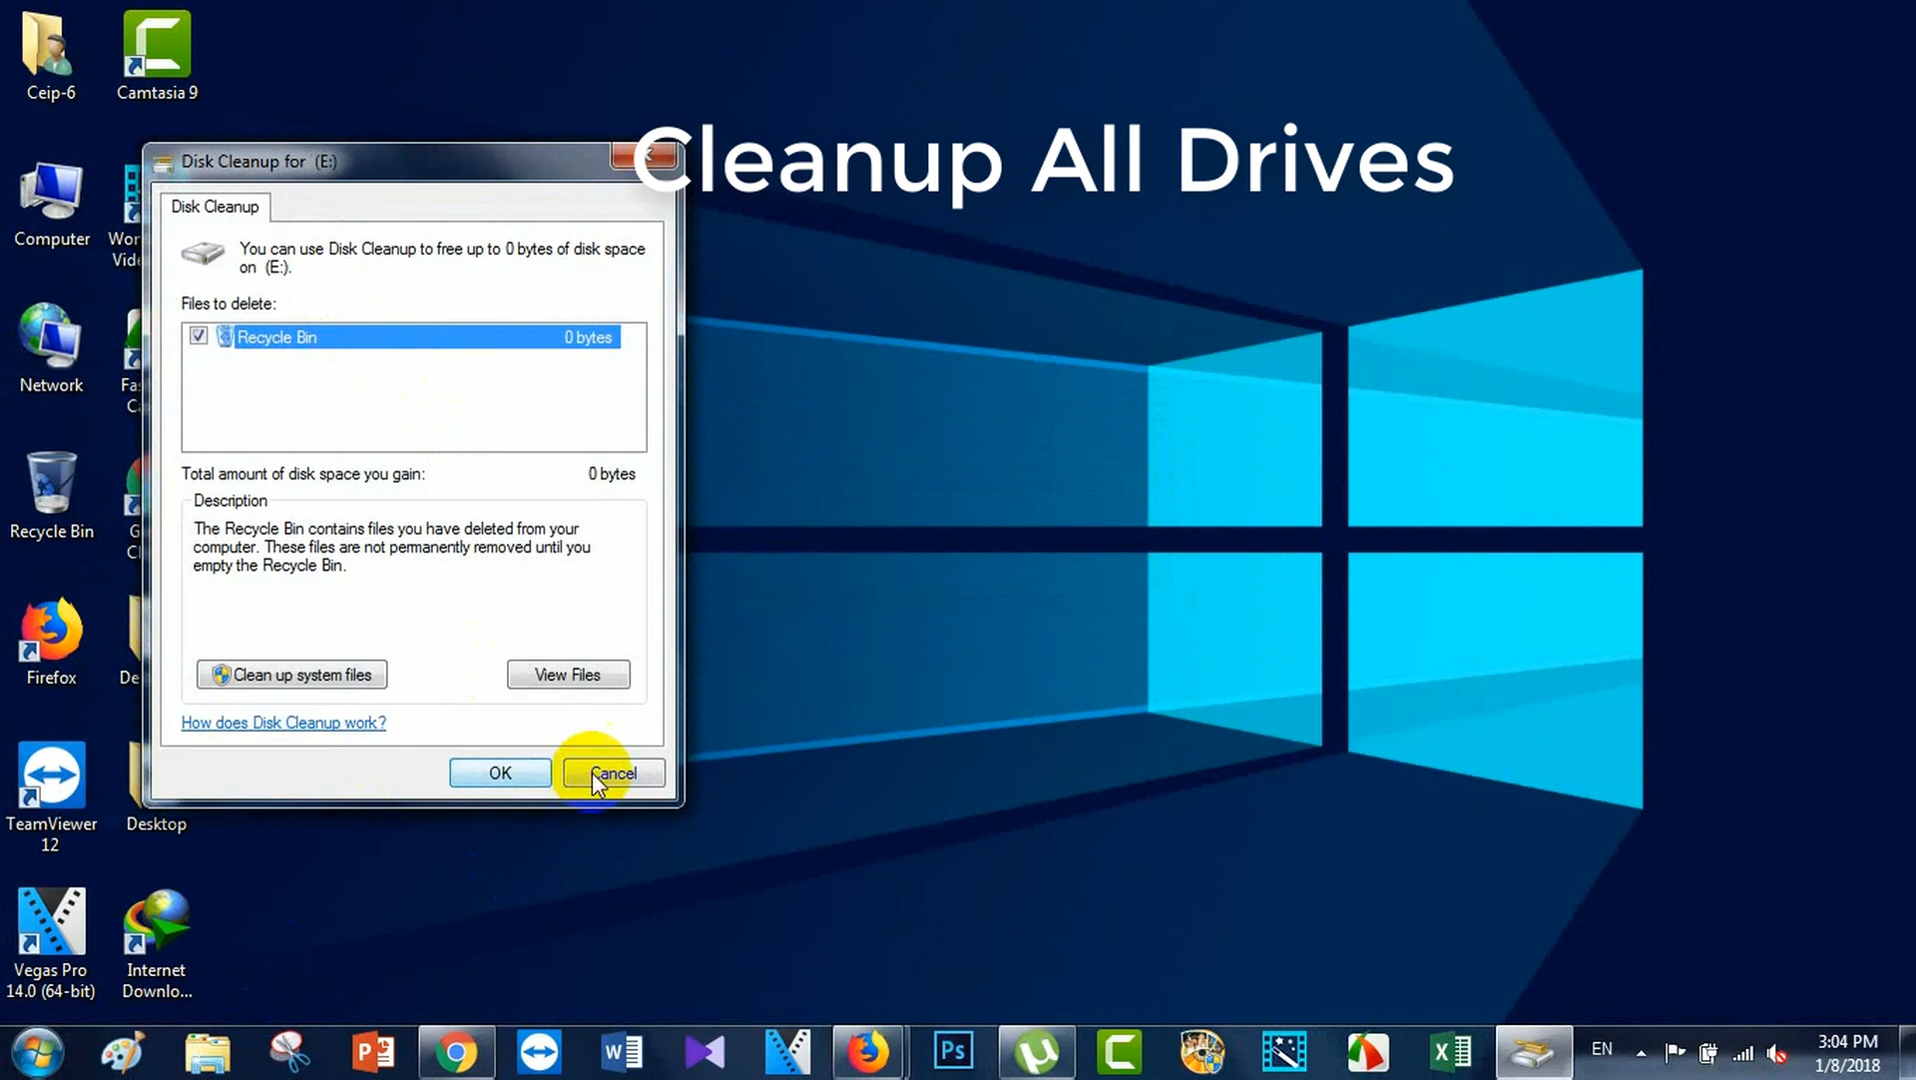 Ceip-6
Camtasia 9
Cleanup All Drives
Disk Cleanup for (E:)
Disk Cleanup
You can use Disk Cleanup to free up to 0 bytes of disk space
on (E:).
Files to delete:
Recycle Bin 0 bytes
Total amount of disk space you gain: 0 bytes
Description
The Recycle Bin contains files you have deleted from your
computer. These files are not permanently removed until you
empty the Recycle Bin.
Clean up system files
View Files
How does Disk Cleanup work?
OK
Cancel
Computer
Wor
Vide
Network
Fa
C
Recycle Bin
G
Firefox
De
TeamViewer
12
Desktop
Vegas Pro
14.0 (64-bit)
Internet
Downlo...
Ps
EN
3:04 PM
1/8/2018